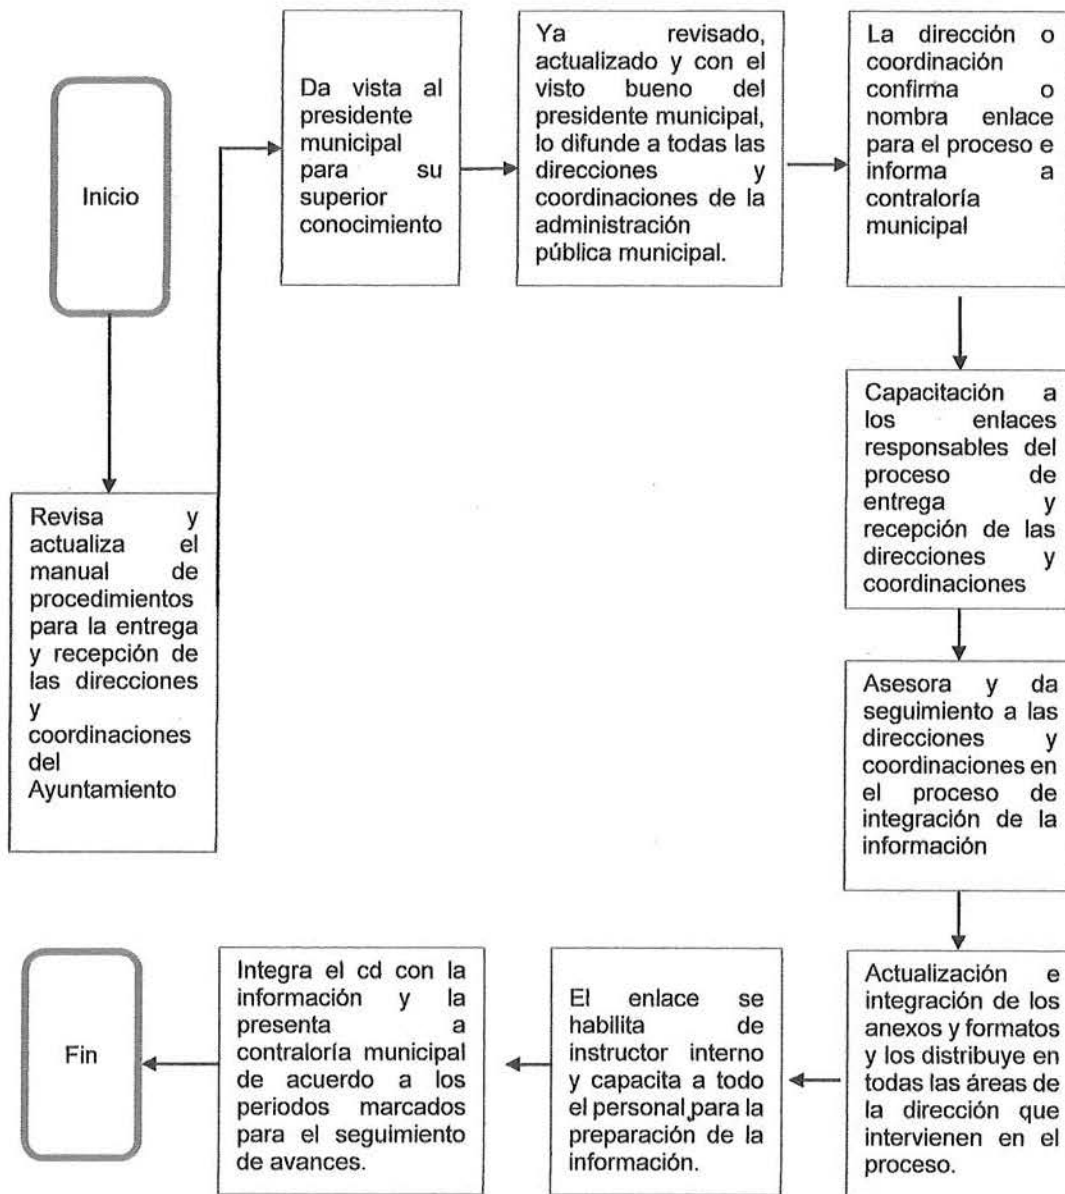 Inicio
Revisa y
actualiza el
manual de
procedimientos
para la entrega
y recepción de
las direcciones
y
coordinaciones
del
Ayuntamiento
Da vista al
presidente
municipal
para su
superior
conocimiento
Ya revisado,
actualizado y con el
visto bueno del
presidente municipal,
lo difunde a todas las
direcciones y
coordinaciones de la
administración
pública municipal.
La dirección o
coordinación
confirma o
nombra enlace
para el proceso e
informa a
contraloría
municipal
Capacitación a
los enlaces
responsables del
proceso de
entrega y
recepción de las
direcciones y
coordinaciones
Asesora y da
seguimiento a las
direcciones y
coordinaciones en
el proceso de
integración de la
información
Actualización e
integración de los
anexos y formatos
y los distribuye en
todas las áreas de
la dirección que
intervienen en el
proceso.
El enlace se
habilita de
instructor interno
y capacita a todo
el personal para la
preparación de la
información.
Integra el cd con la
información y la
presenta a
contraloría municipal
de acuerdo a los
periodos marcados
para el seguimiento
de avances.
Fin